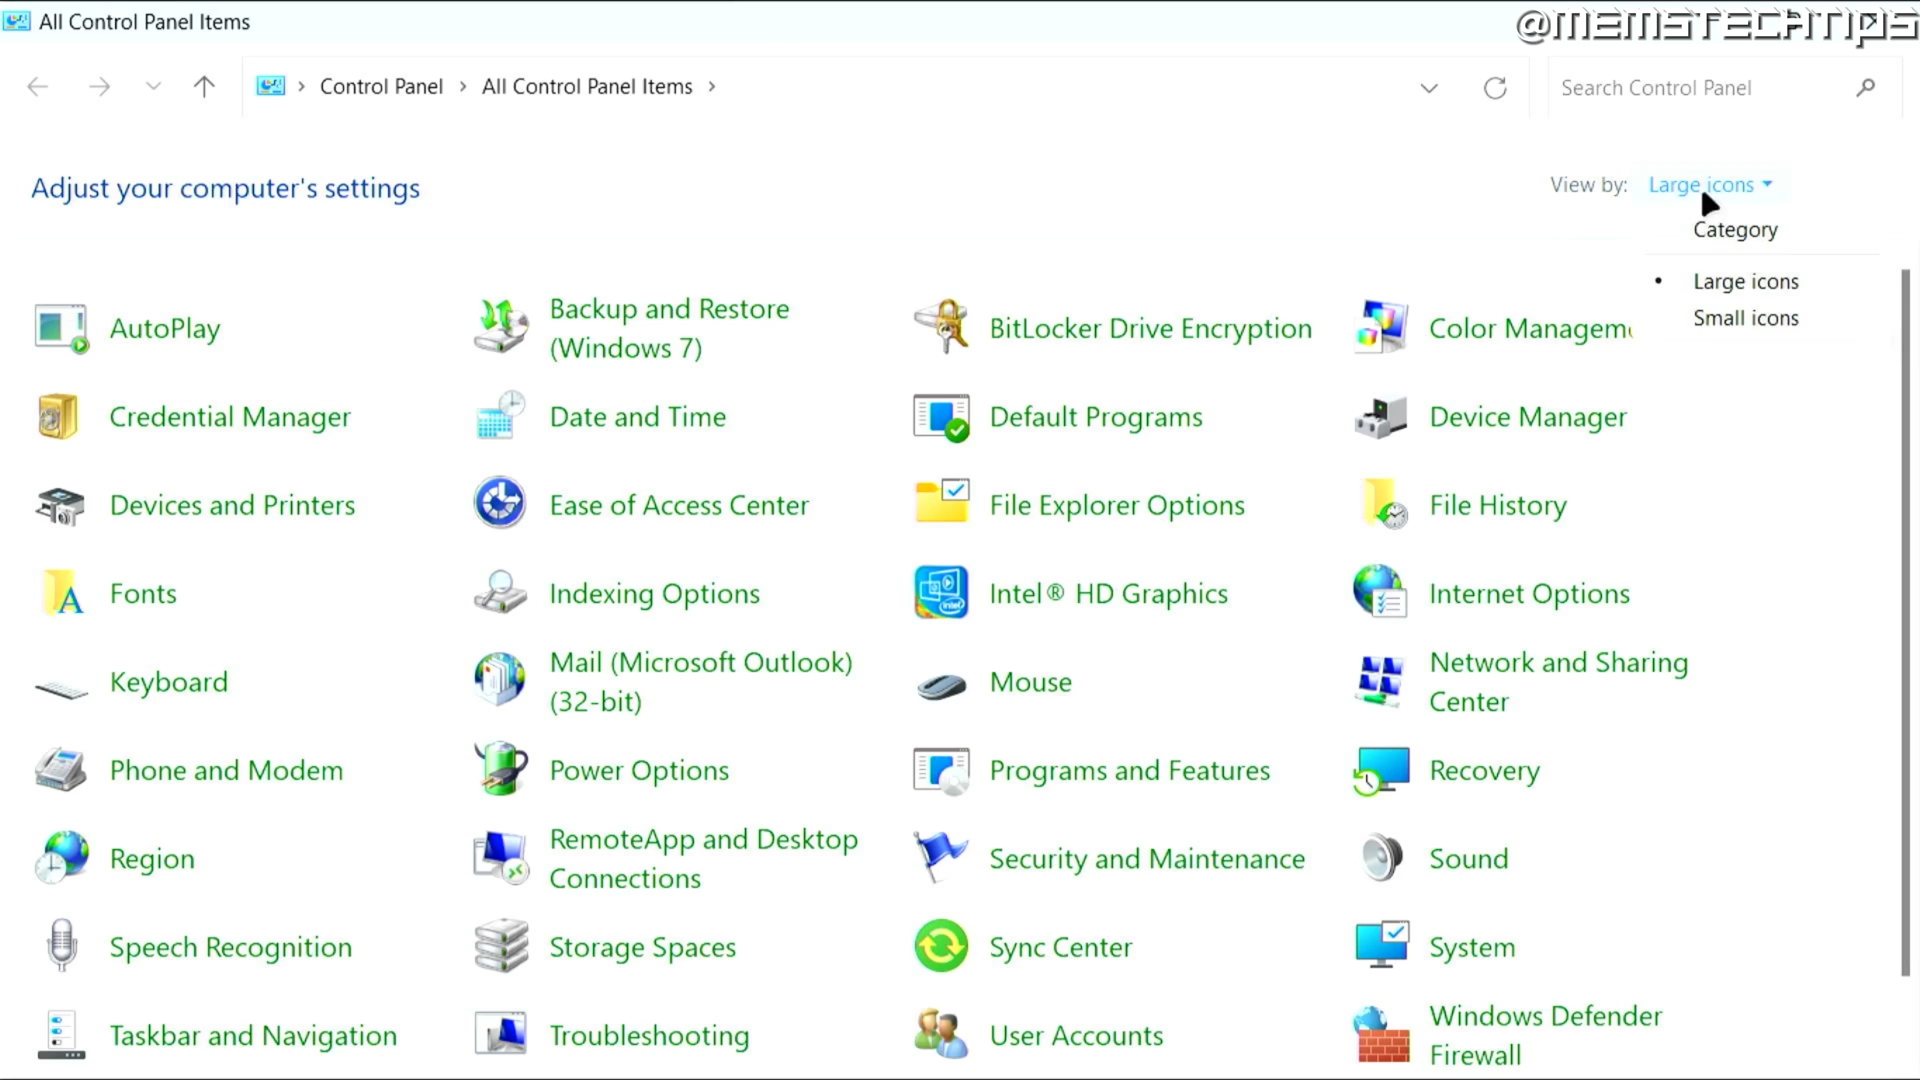 All Control Panel Items
@MEMSTECHTIPS
Control Panel
All Control Panel Items
Search Control Panel
Adjust your computer's settings
View by:
Large icons
Category
Large icons
Small icons
AutoPlay
Backup and Restore
(Windows 7)
BitLocker Drive Encryption
Color Managem
Credential Manager
Date and Time
Default Programs
Device Manager
Devices and Printers
Ease of Access Center
File Explorer Options
File History
Fonts
Indexing Options
Intel® HD Graphics
Internet Options
Keyboard
Mail (Microsoft Outlook)
(32-bit)
Mouse
Network and Sharing
Center
Phone and Modem
Power Options
Programs and Features
Recovery
Region
RemoteApp and Desktop
Connections
Security and Maintenance
Sound
Speech Recognition
Storage Spaces
Sync Center
System
Taskbar and Navigation
Troubleshooting
User Accounts
Windows Defender
Firewall